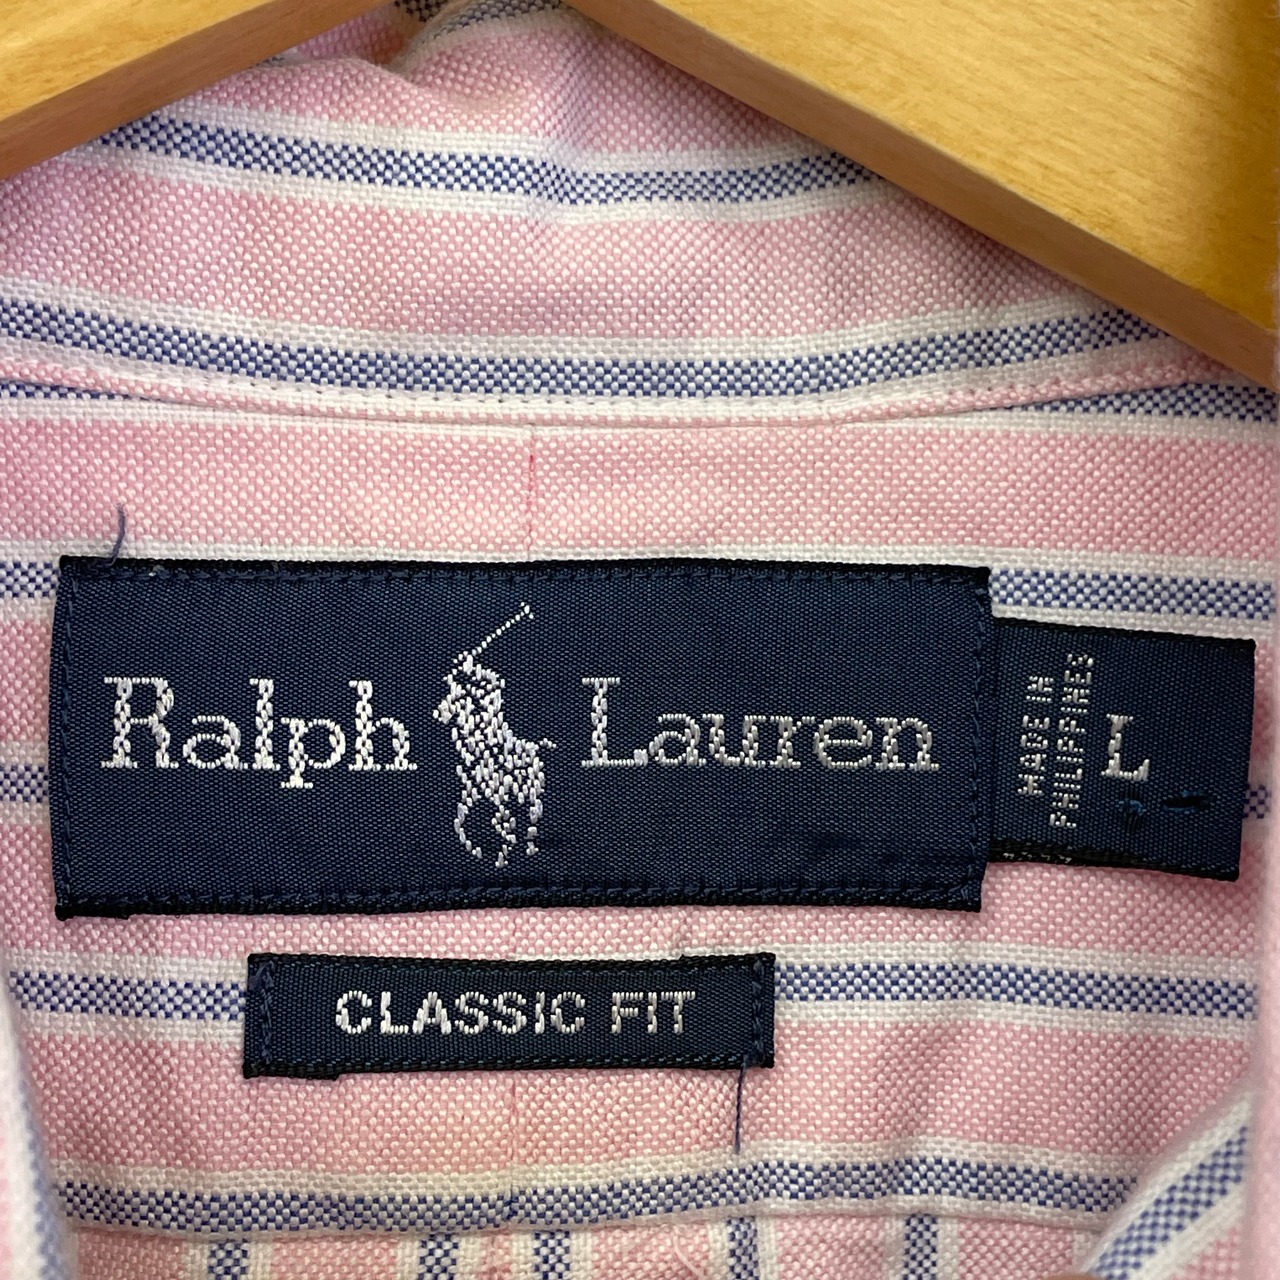 Ralph Lauren
MADE IN
PHILIPPINES
L
CLASSIC FIT